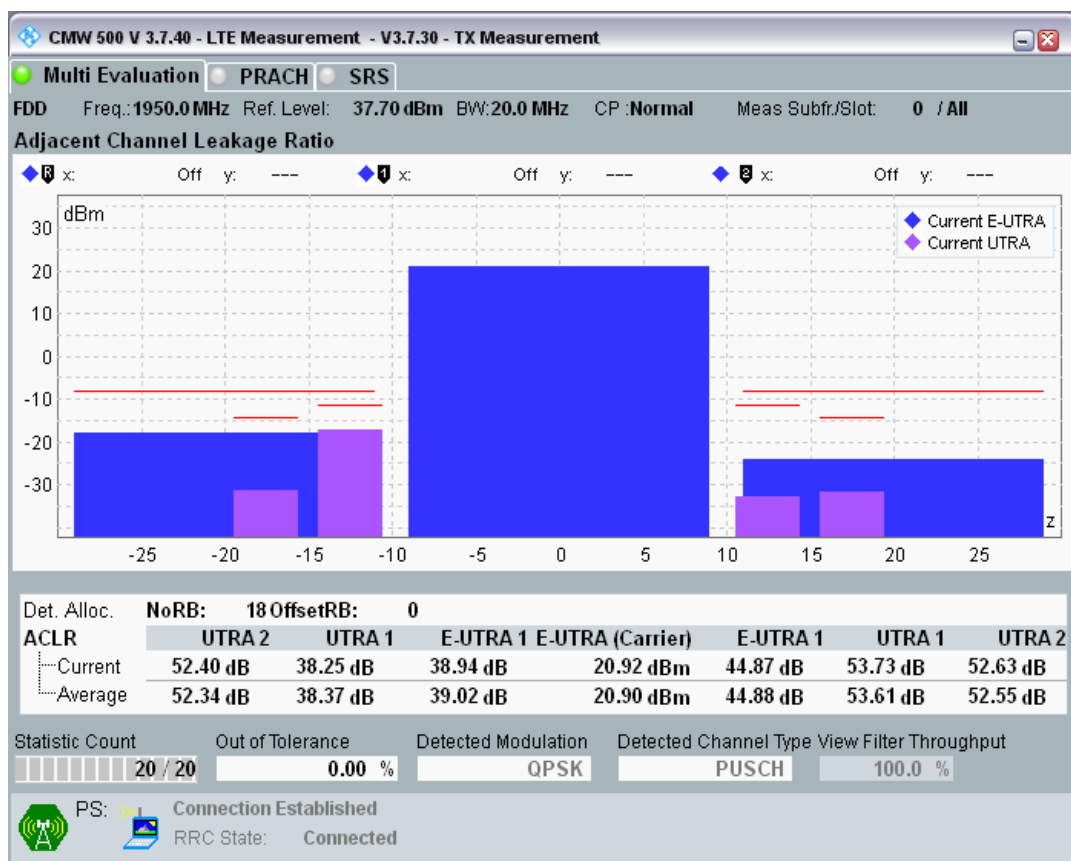 CMW 500 V 3.7.40 - LTE Measurement - V3.7.30 - TX Measurement
Multi Evaluation PRACH SRS
FDD Freq.: 1950.0 MHz Ref. Level: 37.70 dBm BW: 20.0 MHz CP : Normal Meas Subfr./Slot: 0 / All
Adjacent Channel Leakage Ratio
R x: Off y: --- 1 x: Off y: --- 2 x: Off y: ---
dBm
Current E-UTRA
Current UTRA
30
20
10
0
-10
-20
-30
z
-25 -20 -15 -10 -5 0 5 10 15 20 25
Det. Alloc. NoRB: 18 OffsetRB: 0
ACLR UTRA 2 UTRA 1 E-UTRA 1 E-UTRA (Carrier) E-UTRA 1 UTRA 1 UTRA 2
Current 52.40 dB 38.25 dB 38.94 dB 20.92 dBm 44.87 dB 53.73 dB 52.63 dB
Average 52.34 dB 38.37 dB 39.02 dB 20.90 dBm 44.88 dB 53.61 dB 52.55 dB
Statistic Count Out of Tolerance Detected Modulation Detected Channel Type View Filter Throughput
20 / 20 0.00 % QPSK PUSCH 100.0 %
PS: Connection Established
RRC State: Connected